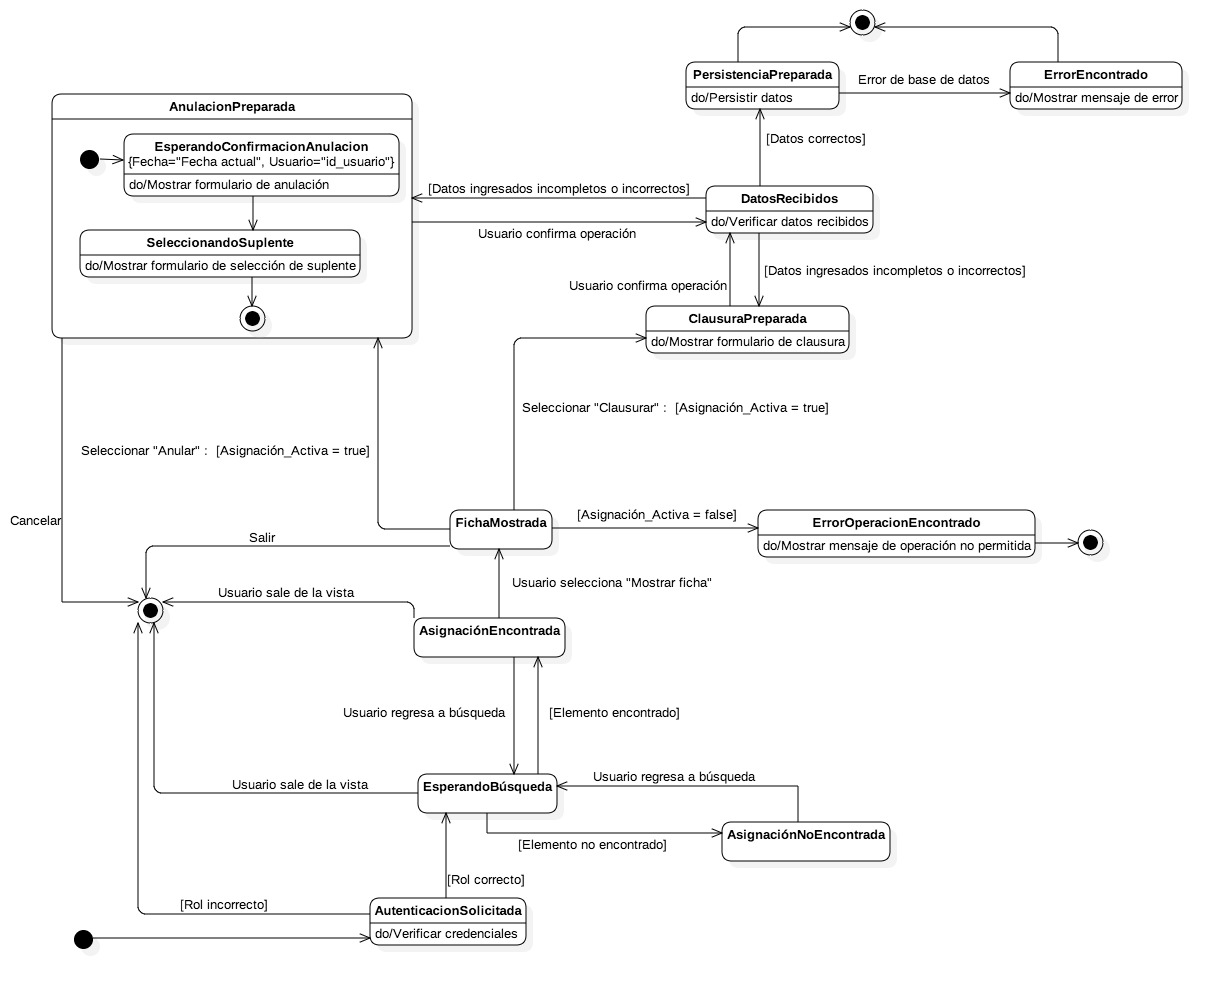 PersistenciaPreparada
do/Persistir datos
Error de base de datos
ErrorEncontrado
do/Mostrar mensaje de error
[Datos correctos]
AnulacionPreparada
EsperandoConfirmacionAnulacion
{Fecha="Fecha actual", Usuario="id_usuario"}
do/Mostrar formulario de anulación
SeleccionandoSuplente
do/Mostrar formulario de selección de suplente
[Datos ingresados incompletos o incorrectos]
Usuario confirma operación
DatosRecibidos
do/Verificar datos recibidos
Usuario confirma operación
[Datos ingresados incompletos o incorrectos]
ClausuraPreparada
do/Mostrar formulario de clausura
Seleccionar "Clausurar" :  [Asignación_Activa = true]
Seleccionar "Anular" :  [Asignación_Activa = true]
Cancelar
FichaMostrada
[Asignación_Activa = false]
ErrorOperacionEncontrado
do/Mostrar mensaje de operación no permitida
Salir
Usuario selecciona "Mostrar ficha"
Usuario sale de la vista
AsignaciónEncontrada
Usuario regresa a búsqueda
[Elemento encontrado]
Usuario sale de la vista
EsperandoBúsqueda
Usuario regresa a búsqueda
AsignaciónNoEncontrada
[Elemento no encontrado]
[Rol correcto]
[Rol incorrecto]
AutenticacionSolicitada
do/Verificar credenciales